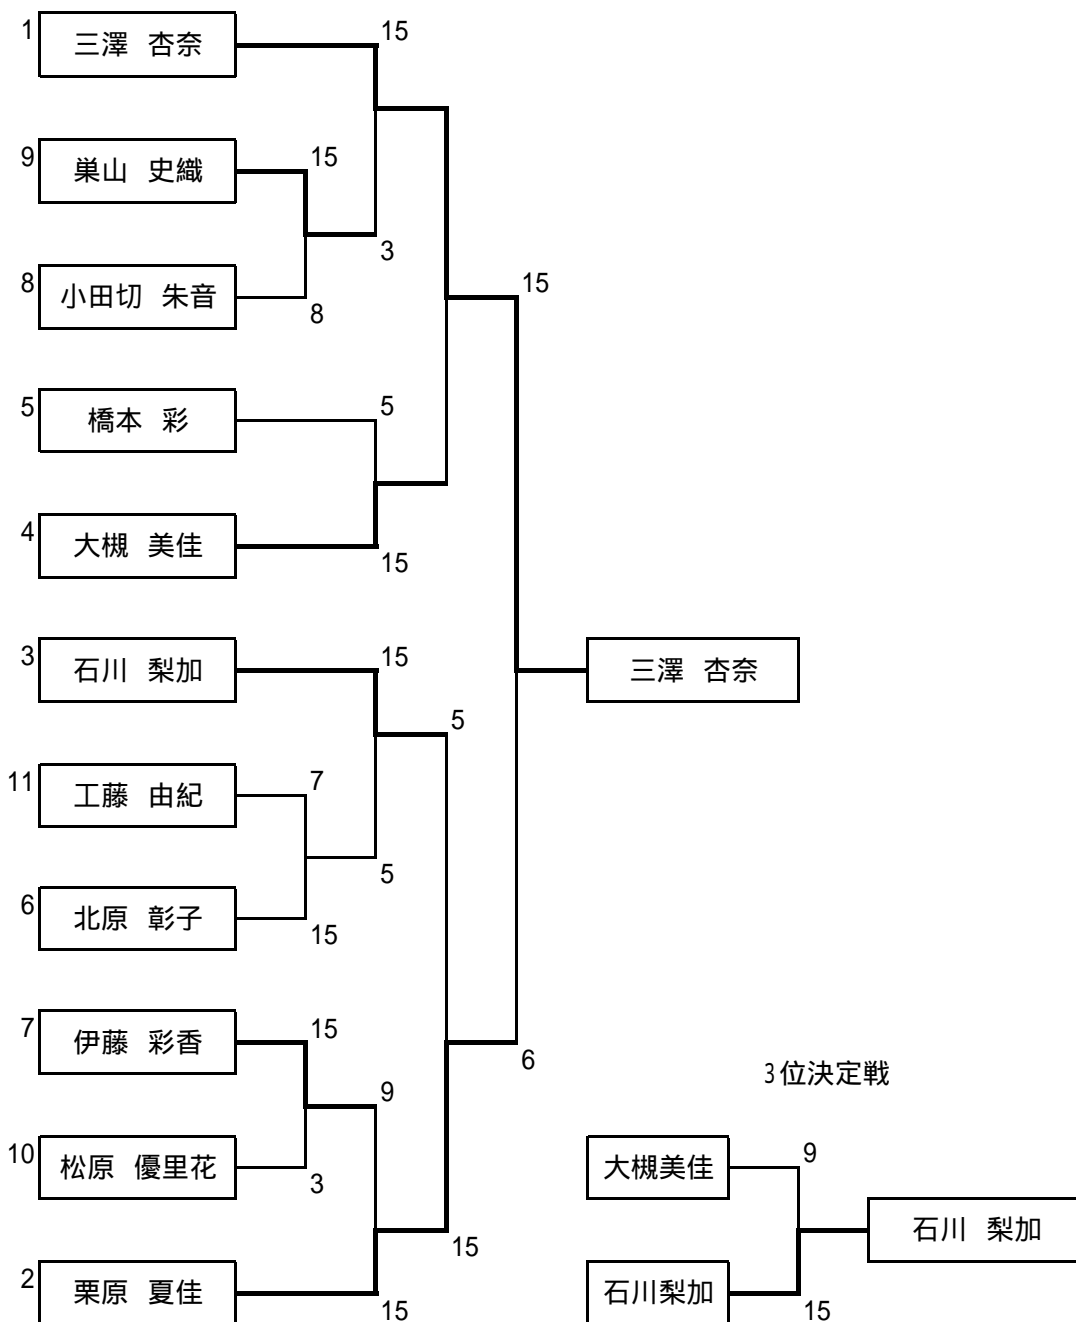 1 三澤 杏奈 15
9 巣山 史織 15
3
8 小田切 朱音 8
15
5 橋本 彩 5
4 大槻 美佳 15
3 石川 梨加 15
三澤 杏奈
5
11 工藤 由紀 7
5
6 北原 彰子 15
7 伊藤 彩香 15
6
3位決定戦
9
10 松原 優里花 3
大槻美佳 9
15
石川 梨加
2 栗原 夏佳 15
石川梨加 15